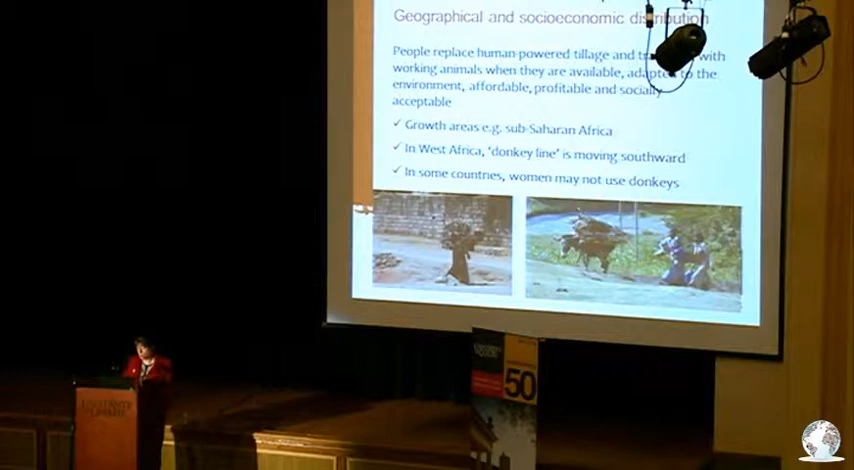 Geographical and socioeconomic distribution
People replace human-powered tillage and with
working animals when they are available, adapted to the
environment, affordable, profitable and socially
acceptable
✓ Growth areas e.g. sub-Saharan Africa
✓ In West Africa, 'donkey line' is moving southward
✓ In some countries, women may not use donkeys
50
UNIVERSITY